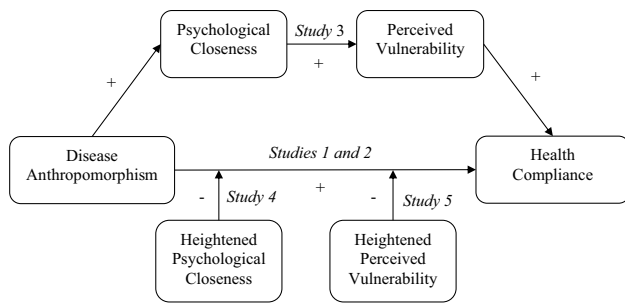 Psychological
Closeness
Study 3
+
Perceived
Vulnerability
+
+
Disease
Anthropomorphism
Studies 1 and 2
+
Health
Compliance
-
Study 4
-
Study 5
Heightened
Psychological
Closeness
Heightened
Perceived
Vulnerability